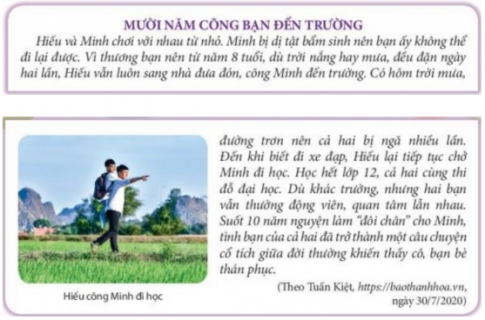 MƯỜI NĂM CÕNG BẠN ĐẾN TRƯỜNG
Hiếu và Minh chơi với nhau từ nhỏ. Minh bị dị tật bẩm sinh nên bạn ấy không thể
đi lại được. Vì thương bạn nên từ năm 8 tuổi, dù trời nắng hay mưa, đều đặn ngày
hai lần, Hiếu vẫn luôn sang nhà đưa đón, cõng Minh đến trường. Có hôm trời mưa,
đường trơn nên cả hai bị ngã nhiều lần.
Đến khi biết đi xe đạp, Hiếu lại tiếp tục chở
Minh đi học. Học hết lớp 12, cả hai cùng thi
đỗ đại học. Dù khác trường, nhưng hai bạn
vẫn thường động viên, quan tâm lẫn nhau.
Suốt 10 năm nguyện làm “đôi chân” cho Minh,
tình bạn của cả hai đã trở thành một câu chuyện
cổ tích giữa đời thường khiến thầy cô, bạn bè
thán phục.
(Theo Tuấn Kiệt, https://baothanhhoa.vn,
ngày 30/7/2020)
Hiếu cõng Minh đi học